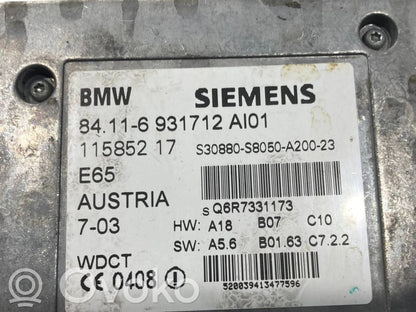 BMW SIEMENS
84.11-6 931712 AI01
115852 17 S30880-S8050-A200-23
E65
AUSTRIA
S Q6R7331173
7-03 HW: A18 B07 C10
SW: A5.6 B01.63 C7.2.2
WDCT
CE 0408
520039413477596
OVOKO